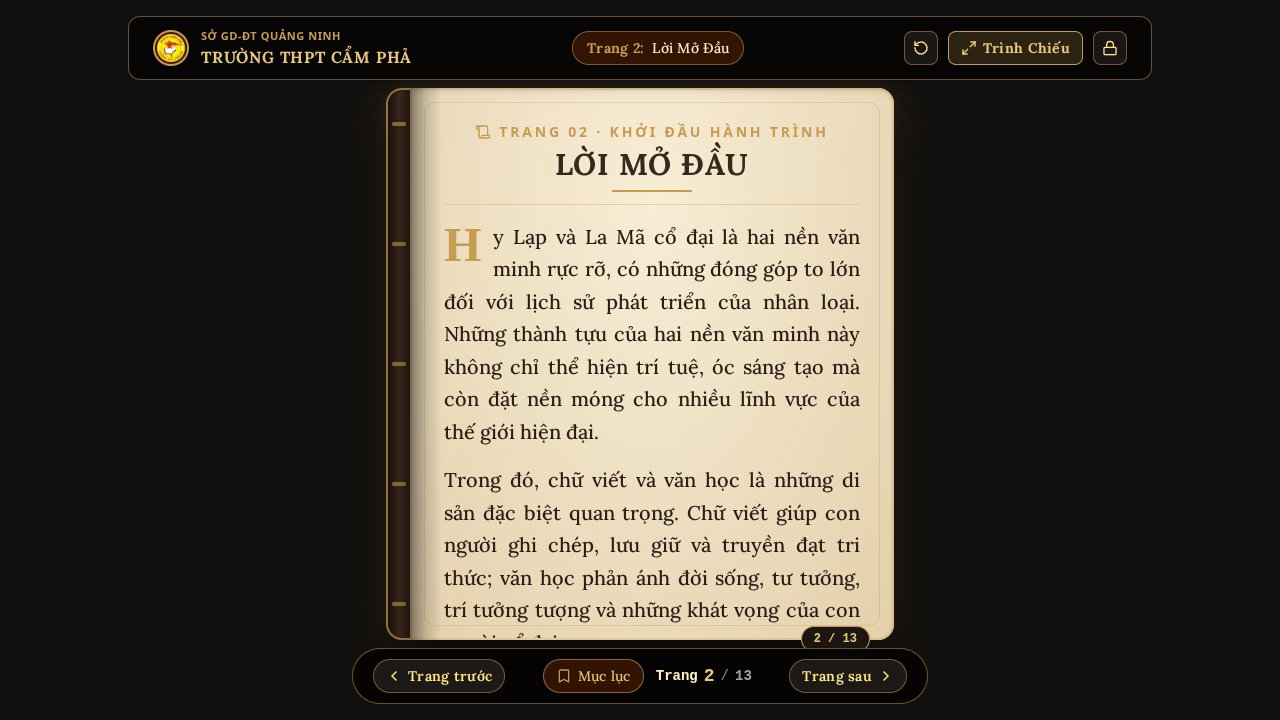 SỞ GD-ĐT QUẢNG NINH
TRƯỜNG THPT CẨM PHẢ
Trang 2: Lời Mở Đầu
Trình Chiếu
TRANG 02 · KHỞI ĐẦU HÀNH TRÌNH
LỜI MỞ ĐẦU
Hy Lạp và La Mã cổ đại là hai nền văn
minh rực rỡ, có những đóng góp to lớn
đối với lịch sử phát triển của nhân loại.
Những thành tựu của hai nền văn minh này
không chỉ thể hiện trí tuệ, óc sáng tạo mà
còn đặt nền móng cho nhiều lĩnh vực của
thế giới hiện đại.
Trong đó, chữ viết và văn học là những di
sản đặc biệt quan trọng. Chữ viết giúp con
người ghi chép, lưu giữ và truyền đạt tri
thức; văn học phản ánh đời sống, tư tưởng,
trí tưởng tượng và những khát vọng của con
2 / 13
Trang trước
Mục lục
Trang 2 / 13
Trang sau